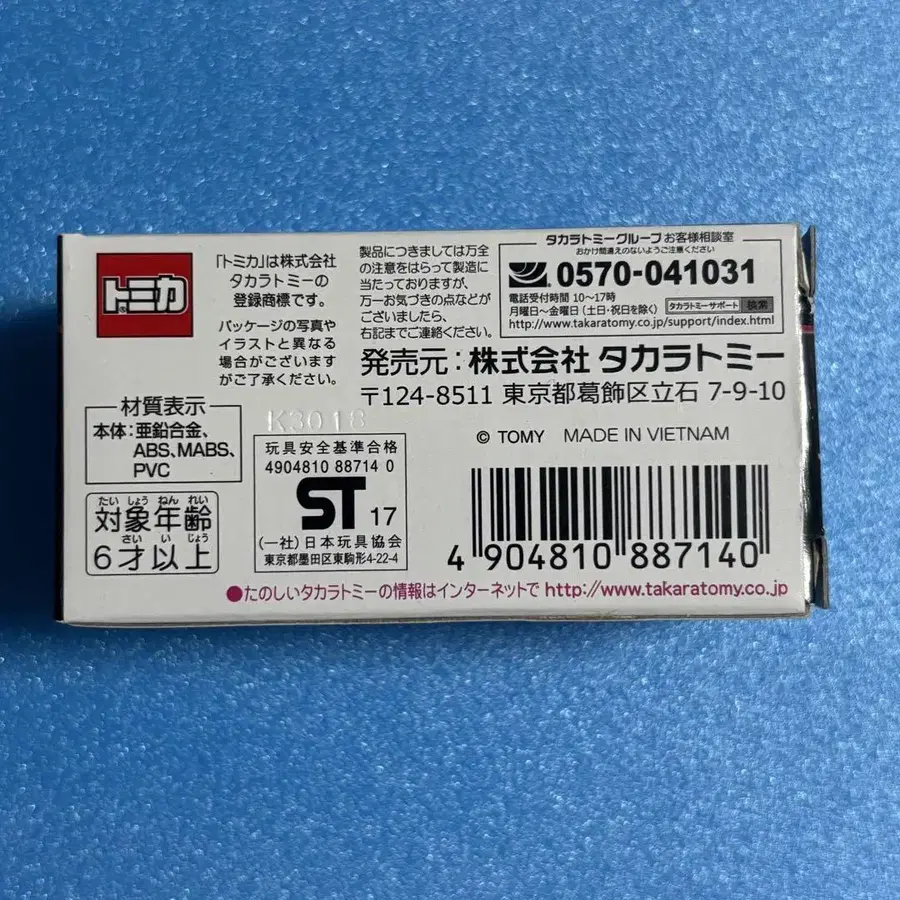 トミカ®
「トミカ」は株式会社
タカラトミーの
登録商標です。
パッケージの写真や
イラストと異なる
場合がございます
がご了承ください。
製品につきましては万全
の注意をはらって製造に
当たっておりますが、
万一お気づきの点などが
ございましたら、
右記までご連絡ください。
タカラトミーグループ お客様相談室
おかけ間違えのないようご注意ください
0570-041031
電話受付時間 10〜17時
月曜日〜金曜日 (土日・祝日を除く)
タカラトミーサポート 検索
http://www.takaratomy.co.jp/support/index.html
発売元:株式会社 タカラトミー
〒124-8511 東京都葛飾区立石 7-9-10
材質表示
本体:亜鉛合金、
ABS、MABS、
PVC
たい しょう ねん れい
対象年齢
さい い じょう
6才以上
K3018
玩具安全基準合格
4904810 88714 0
ST 17
(一社)日本玩具協会
東京都墨田区東駒形4-22-4
© TOMY MADE IN VIETNAM
4 904810 887140
●たのしいタカラトミーの情報はインターネットで http://www.takaratomy.co.jp